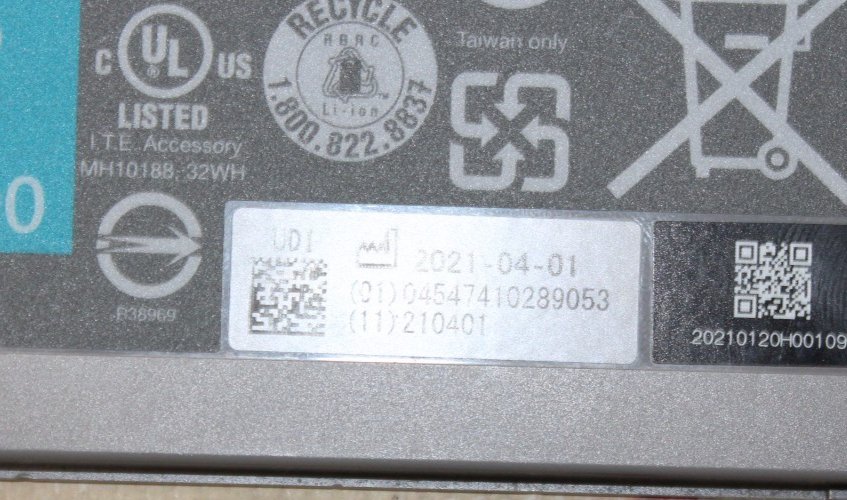 RECYCLE
RBRC
Li-ion
1.800.822.8837
C UL ® US
LISTED
I.T.E. Accessory
MH10188, 32WH
Taiwan only
0
R38969
UDI
2021-04-01
(01)04547410289053
(11)210401
20210120H00109